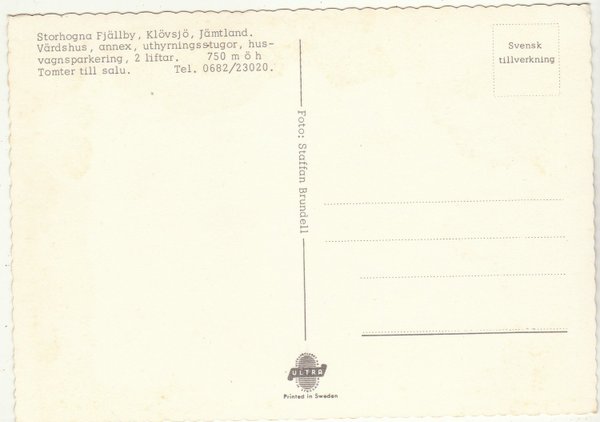 Storhogna Fjällby, Klövsjö, Jämtland.
Värdshus, annex, uthyrningsstugor, hus-
vagnsparkering, 2 liftar. 750 m ö h
Tomter till salu. Tel. 0682/23020.
Svensk
tillverkning
Foto: Staffan Brundell
ULTRA
Printed in Sweden